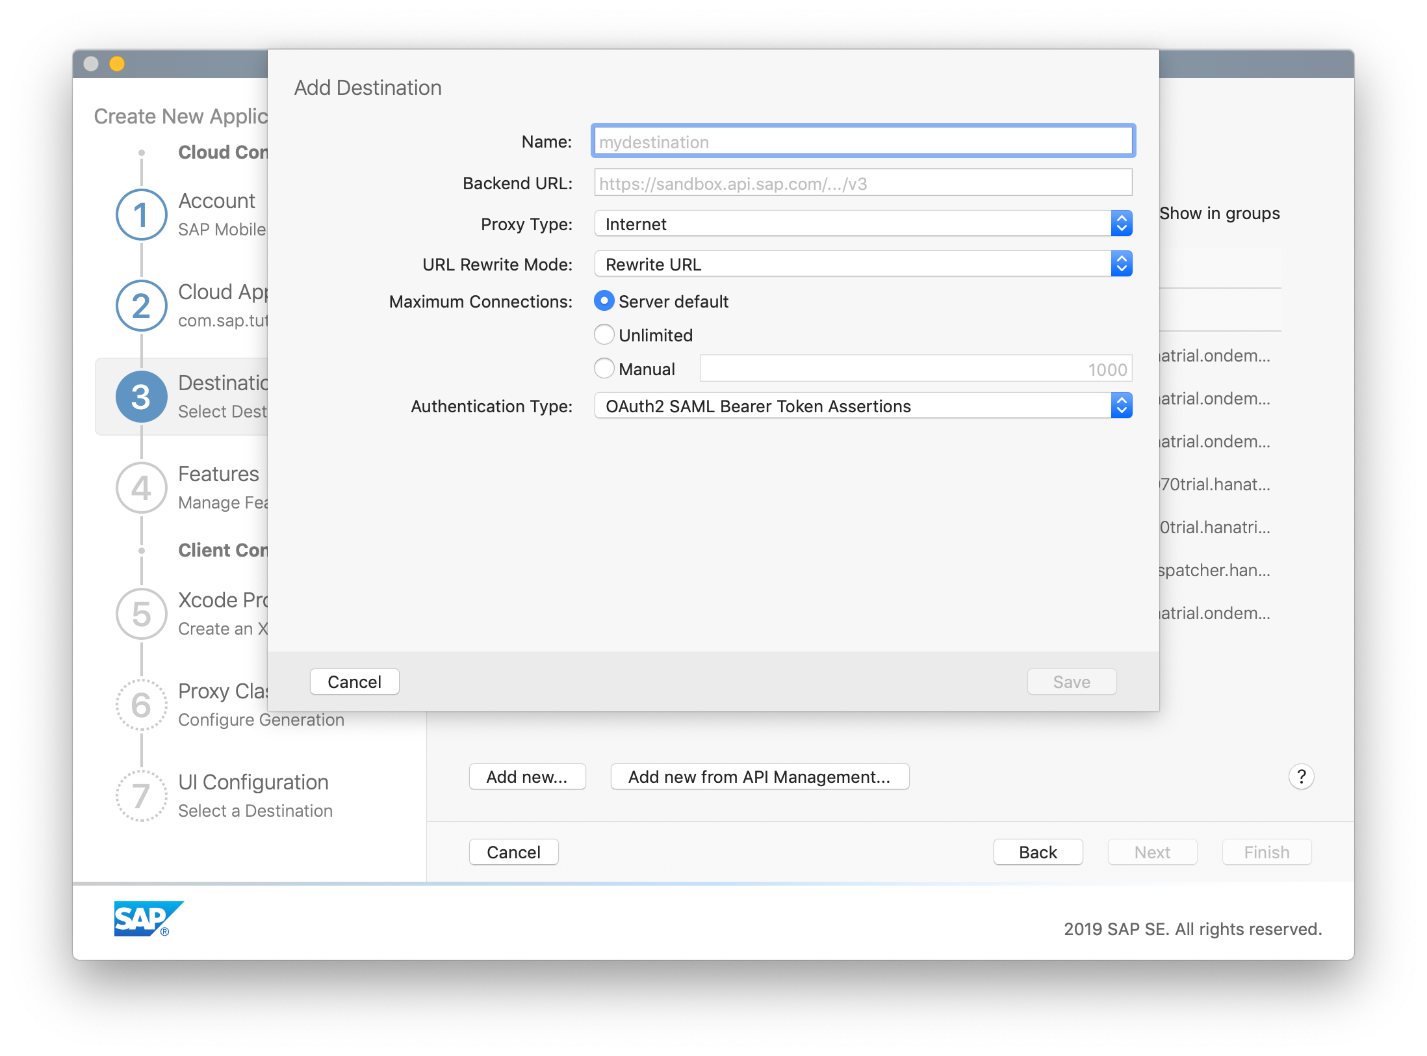 Add Destination
Name: mydestination
Backend URL: https://sandbox.api.sap.com/.../v3
Proxy Type: Internet
URL Rewrite Mode: Rewrite URL
Maximum Connections: Server default
Unlimited
Manual 1000
Authentication Type: OAuth2 SAML Bearer Token Assertions
Cancel Save
Create New Applic
Cloud Con
1 Account
SAP Mobile
2 Cloud App
com.sap.tut
3 Destinatio
Select Dest
4 Features
Manage Fea
Client Con
5 Xcode Pro
Create an X
6 Proxy Clas
Configure Generation
7 UI Configuration
Select a Destination
Show in groups
atrial.ondem...
atrial.ondem...
atrial.ondem...
70trial.hanat...
0trial.hanatri...
spatcher.han...
atrial.ondem...
Add new... Add new from API Management... ?
Cancel Back Next Finish
SAP ®
2019 SAP SE. All rights reserved.